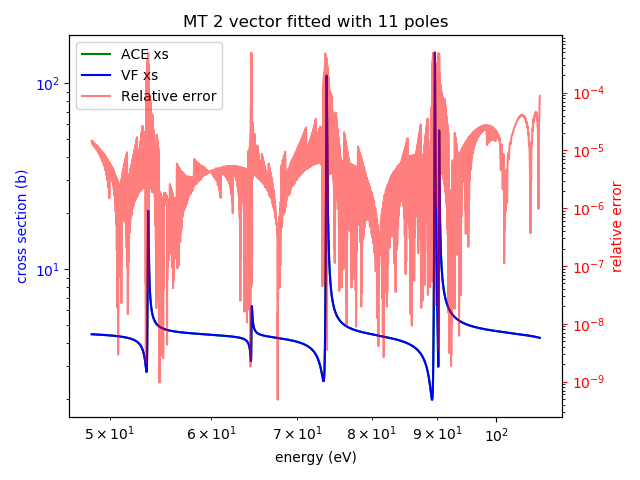 MT 2 vector fitted with 11 poles
ACE xs
VF xs
Relative error
cross section (b)
10²
10¹
relative error
10⁻⁴
10⁻⁵
10⁻⁶
10⁻⁷
10⁻⁸
10⁻⁹
5 × 10¹ 6 × 10¹ 7 × 10¹ 8 × 10¹ 9 × 10¹ 10²
energy (eV)